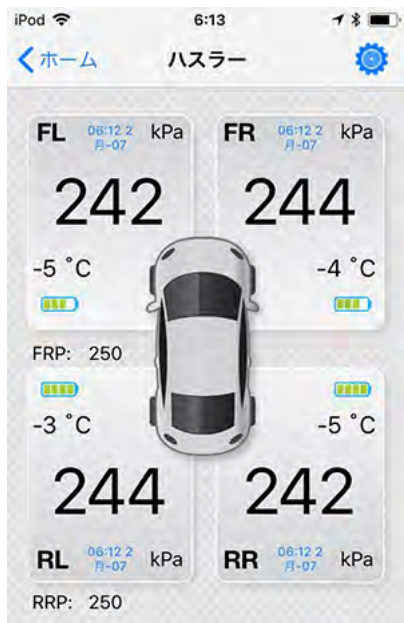 iPod 6:13
ホーム ハスラー
FL 06:12 2月-07 kPa
242
-5 °C
FR 06:12 2月-07 kPa
244
-4 °C
FRP: 250
-3 °C
244
RL 06:12 2月-07 kPa
-5 °C
242
RR 06:12 2月-07 kPa
RRP: 250